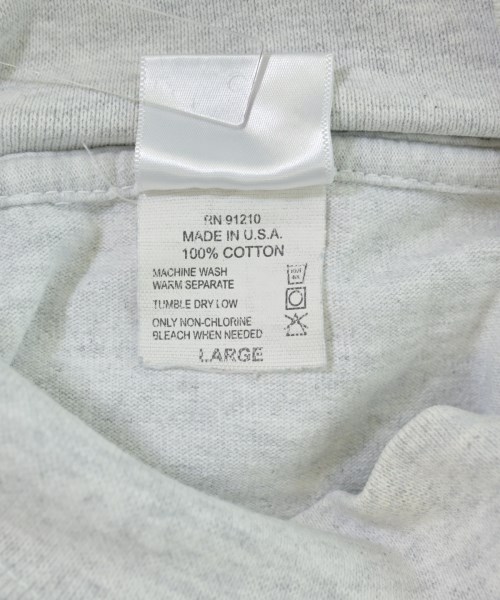 RN 91210
MADE IN U.S.A.
100% COTTON
MACHINE WASH
WARM SEPARATE
TUMBLE DRY LOW
ONLY NON-CHLORINE
BLEACH WHEN NEEDED
LARGE